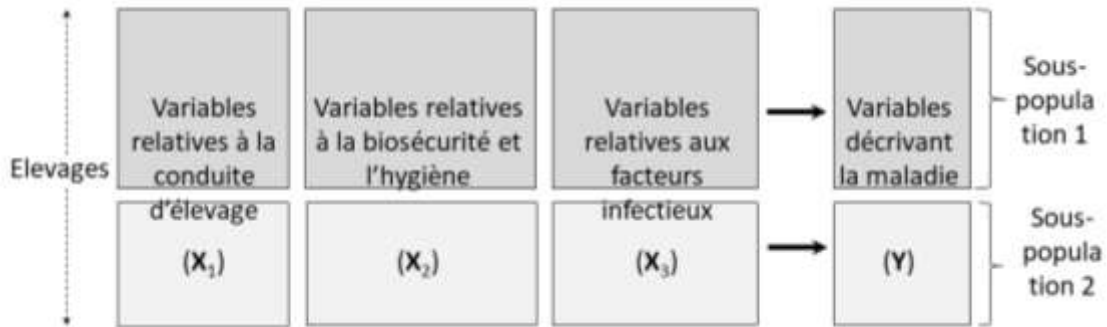 Elevages
Variables
relatives à la
conduite
d'élevage
(X₁)
Variables relatives
à la biosécurité et
l'hygiène
(X₂)
Variables
relatives aux
facteurs
infectieux
(X₃)
Variables
décrivant
la maladie
(Y)
Sous-
popula
tion 1
Sous-
popula
tion 2